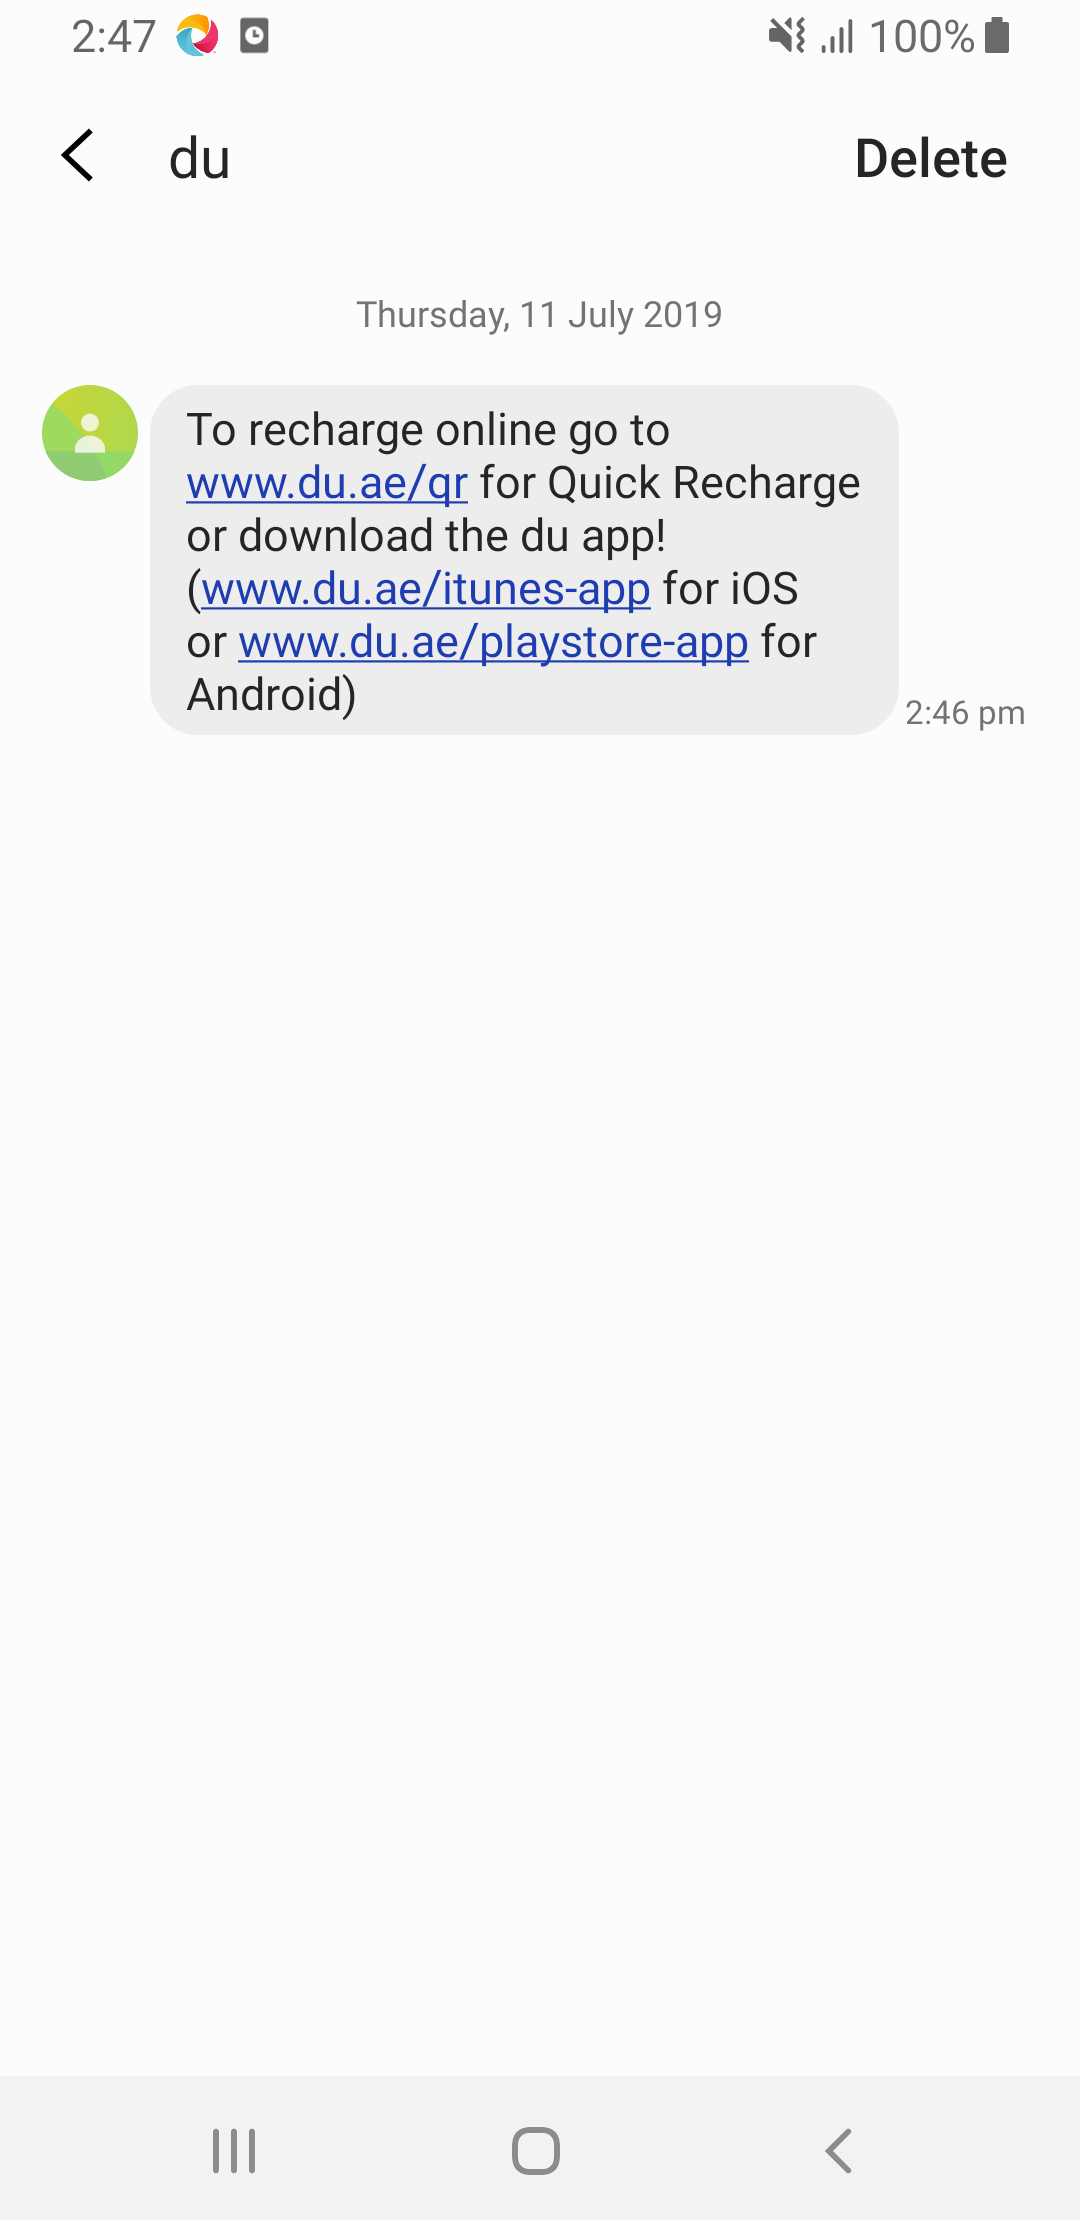 2:47
100%
du
Delete
Thursday, 11 July 2019
To recharge online go to
www.du.ae/qr for Quick Recharge
or download the du app!
(www.du.ae/itunes-app for iOS
or www.du.ae/playstore-app for
Android)
2:46 pm